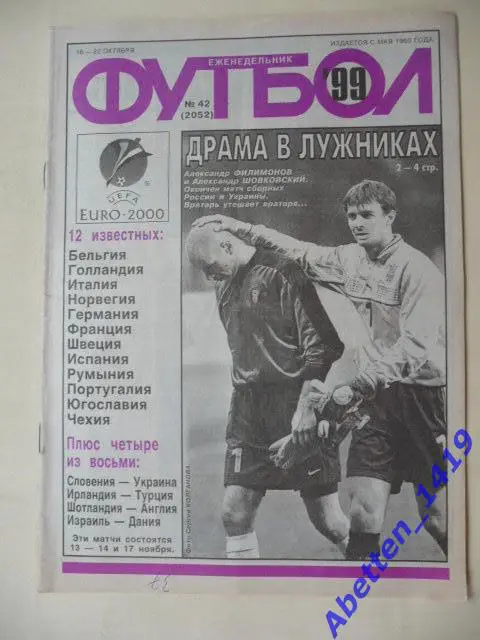 16 — 22 ОКТЯБРЯ
ИЗДАЕТСЯ С МАЯ 1960 ГОДА
ЕЖЕНЕДЕЛЬНИК
ФУТБОЛ
'99
№ 42
(2052)
UEFA
EURO-2000
ДРАМА В ЛУЖНИКАХ
2 — 4 стр.
Александр ФИЛИМОНОВ
и Александр ШОВКОВСКИЙ.
Окончен матч сборных
России и Украины.
Вратарь утешает вратаря...
12 известных:
Бельгия
Голландия
Италия
Норвегия
Германия
Франция
Швеция
Испания
Румыния
Португалия
Югославия
Чехия
Плюс четыре
из восьми:
Словения — Украина
Ирландия — Турция
Шотландия — Англия
Израиль — Дания
Эти матчи состоятся
13 — 14 и 17 ноября.
1
Abetten_1419